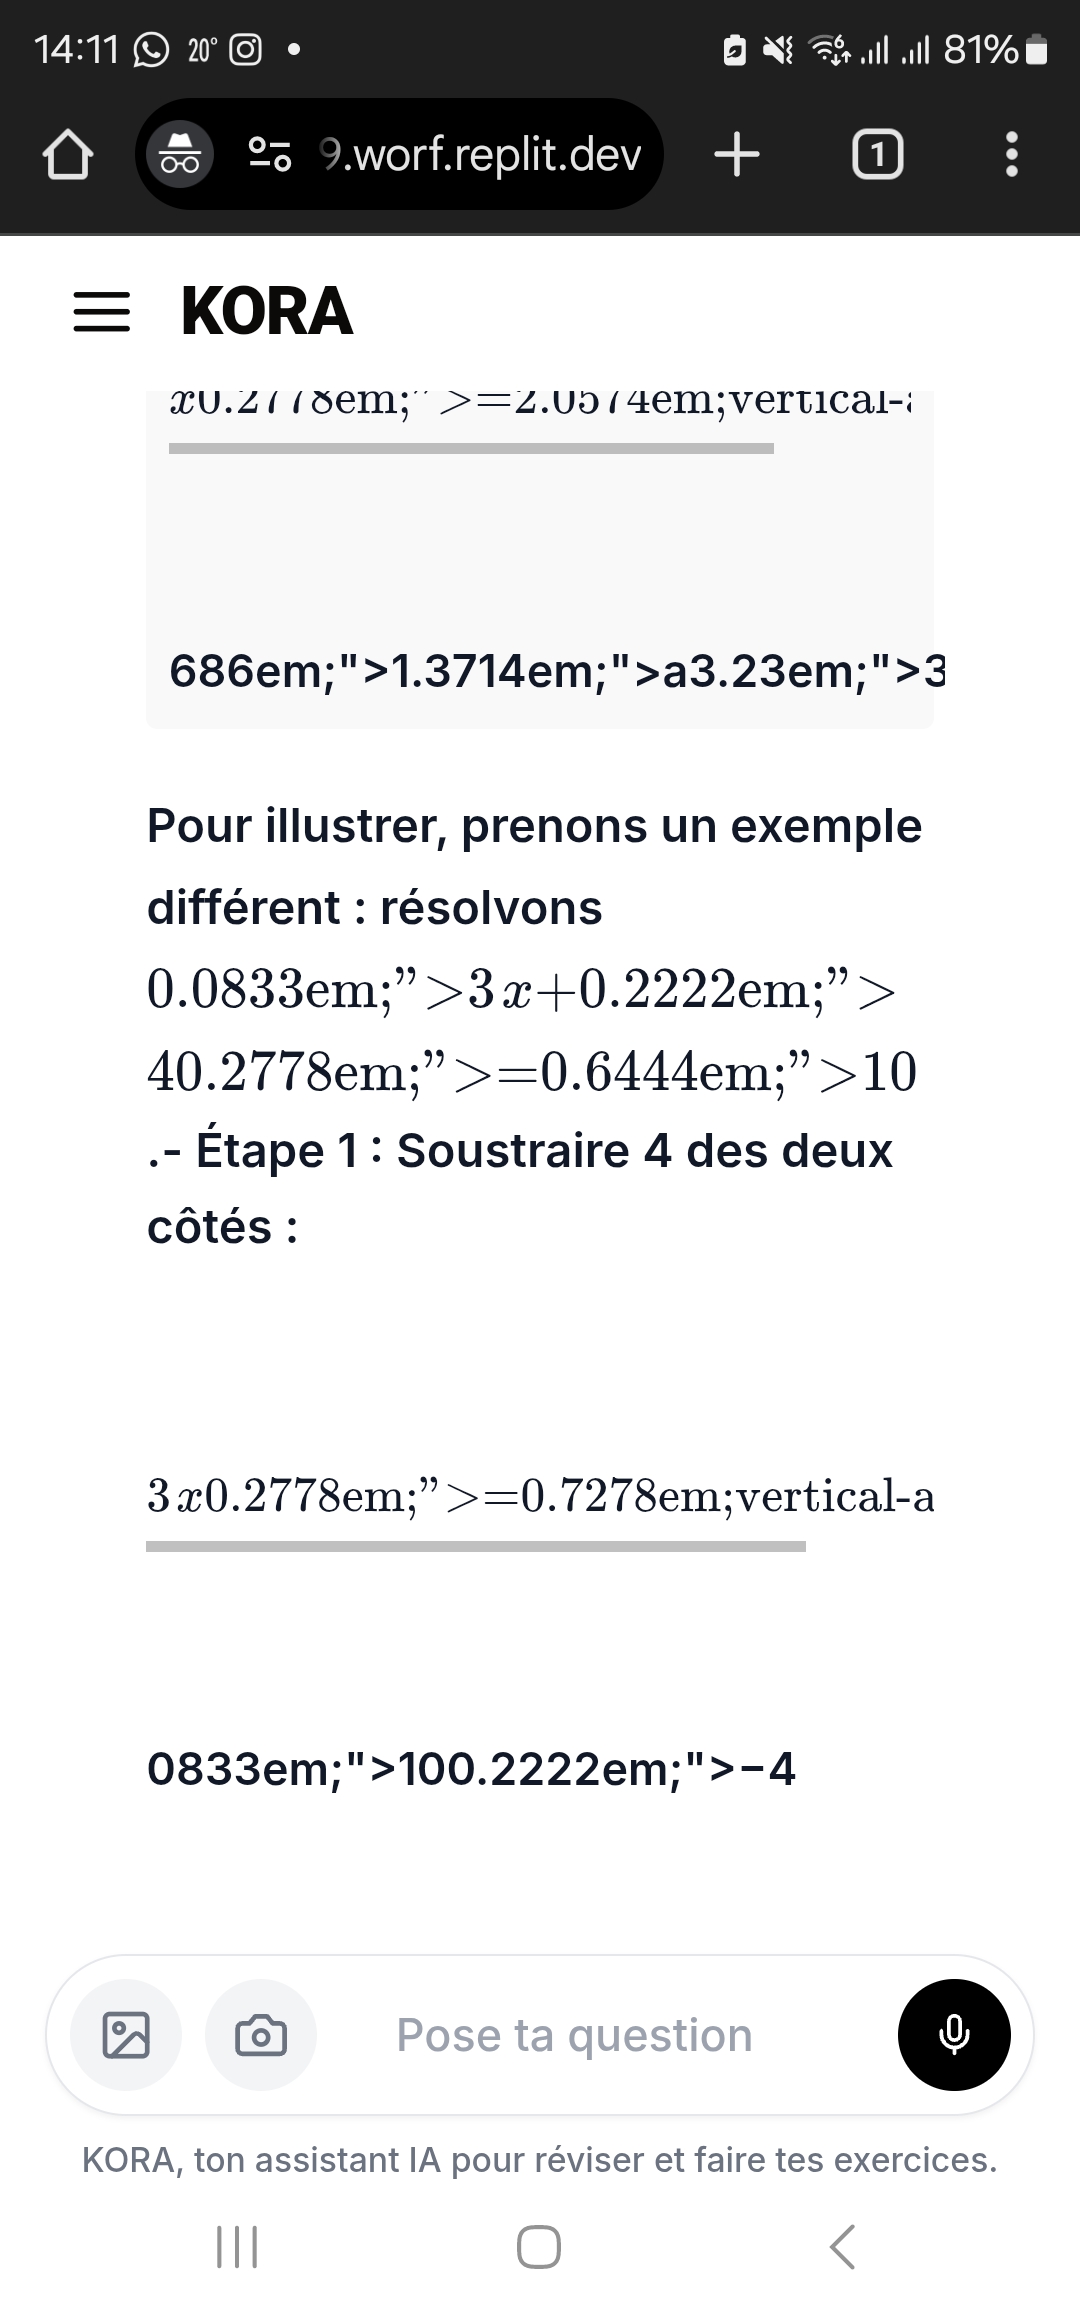 14:11 20° 6 81%
9.worf.replit.dev 1
KORA
x0.2778em;”>=2.0574em;vertical-a
686em;">1.3714em;">a3.23em;">3
Pour illustrer, prenons un exemple
différent : résolvons
0.0833em;”>3x+0.2222em;”>
40.2778em;”>=0.6444em;”>10
.- Étape 1 : Soustraire 4 des deux
côtés :
3x0.2778em;”>=0.7278em;vertical-a
0833em;">100.2222em;">−4
Pose ta question
KORA, ton assistant IA pour réviser et faire tes exercices.